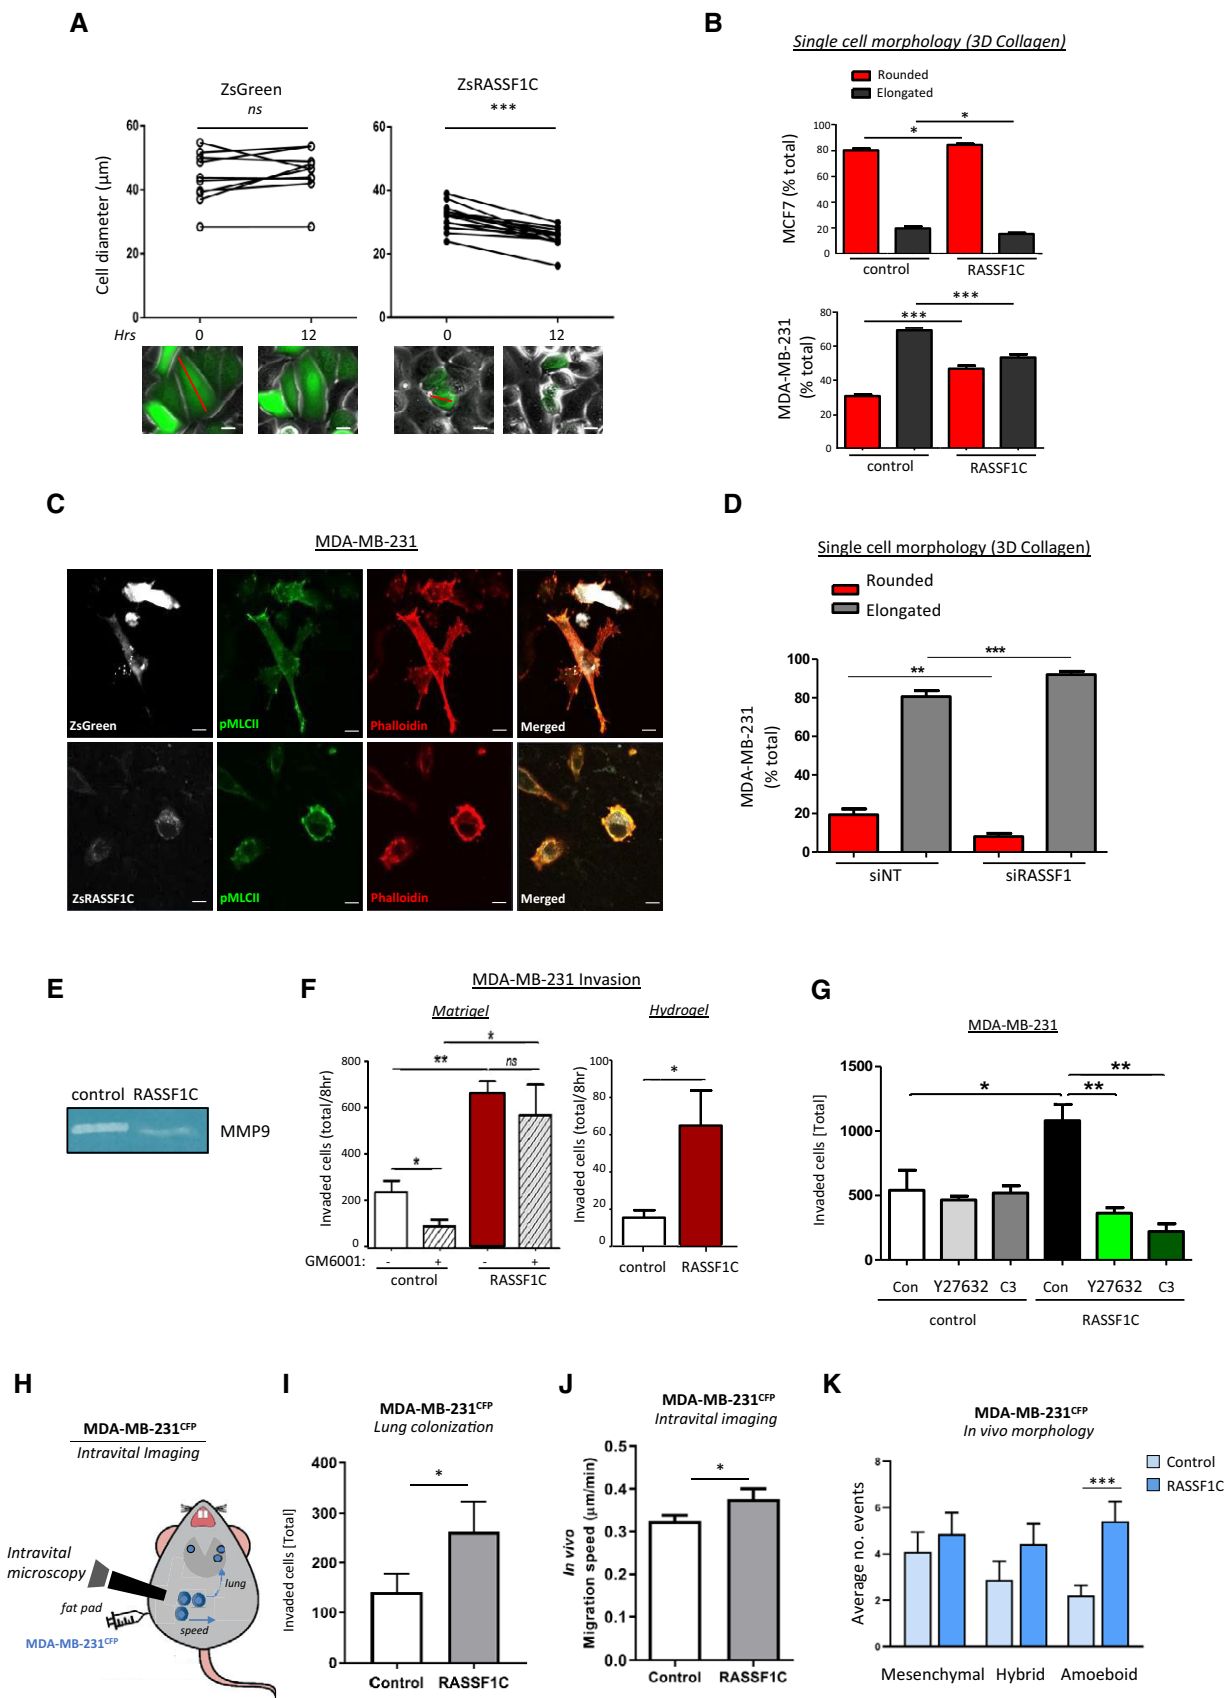 A
ZsGreen
ns
ZsRASSF1C
***
Cell diameter (μm)
60
40
20
0
60
40
20
0
Hrs
0
12
0
12
B
Single cell morphology (3D Collagen)
Rounded
Elongated
MCF7 (% total)
100
80
60
40
20
0
*
*
control
RASSF1C
MDA-MB-231
(% total)
80
60
40
20
0
***
***
control
RASSF1C
C
MDA-MB-231
ZsGreen
pMLCII
Phalloidin
Merged
ZsRASSF1C
pMLCII
Phalloidin
Merged
D
Single cell morphology (3D Collagen)
Rounded
Elongated
MDA-MB-231
(% total)
100
80
60
40
20
0
**
***
siNT
siRASSF1
E
control RASSF1C
MMP9
F
MDA-MB-231 Invasion
Matrigel
Invaded cells (total/8hr)
800
600
400
200
0
*
**
ns
*
GM6001: - + - +
control
RASSF1C
Hydrogel
Invaded cells (total/8hr)
100
80
60
40
20
0
*
control
RASSF1C
G
MDA-MB-231
Invaded cells [Total]
1500
1000
500
0
*
**
**
Con Y27632 C3 Con Y27632 C3
control
RASSF1C
H
MDA-MB-231CFP
Intravital Imaging
Intravital
microscopy
fat pad
lung
speed
MDA-MB-231CFP
I
MDA-MB-231CFP
Lung colonization
Invaded cells [Total]
400
300
200
100
0
*
Control RASSF1C
J
MDA-MB-231CFP
Intravital imaging
In vivo
Migration speed (μm/min)
0.5
0.4
0.3
0.2
0.1
0.0
*
Control RASSF1C
K
MDA-MB-231CFP
In vivo morphology
Control
RASSF1C
Average no. events
8
6
4
2
0
***
Mesenchymal Hybrid Amoeboid